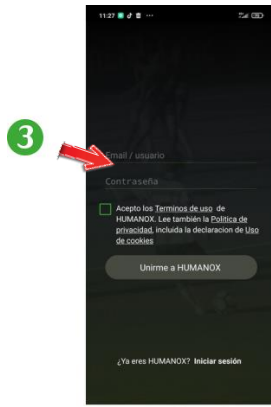 11:27
3
Email / usuario
Contraseña
Acepto los Terminos de uso de
HUMANOX. Lee también la Politica de
privacidad, incluida la declaracion de Uso
de cookies
Unirme a HUMANOX
¿Ya eres HUMANOX? Iniciar sesión